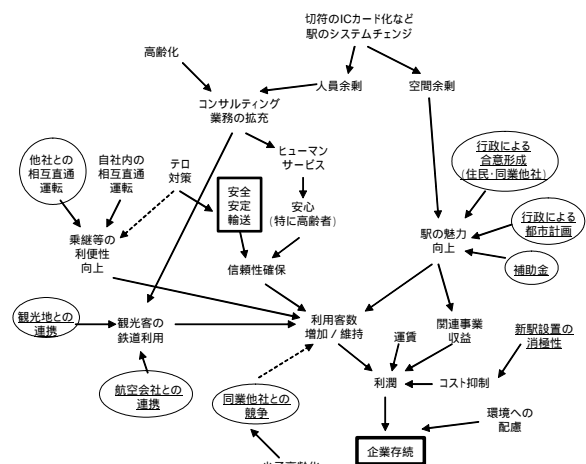 切符のICカード化など
駅のシステムチェンジ
高齢化
人員余剰
空間余剰
コンサルティング
業務の拡充
ヒューマン
サービス
行政による
合意形成
(住民・同業他社)
他社との
相互直通
運転
自社内の
相互直通
運転
テロ
対策
安全
安定
輸送
安心
(特に高齢者)
行政による
都市計画
乗継等の
利便性
向上
駅の魅力
向上
信頼性確保
補助金
観光地との
連携
観光客の
鉄道利用
利用客数
増加/維持
関連事業
収益
運賃
新駅設置の
消極性
利潤
コスト抑制
航空会社との
連携
同業他社との
競争
環境への
配慮
企業存続